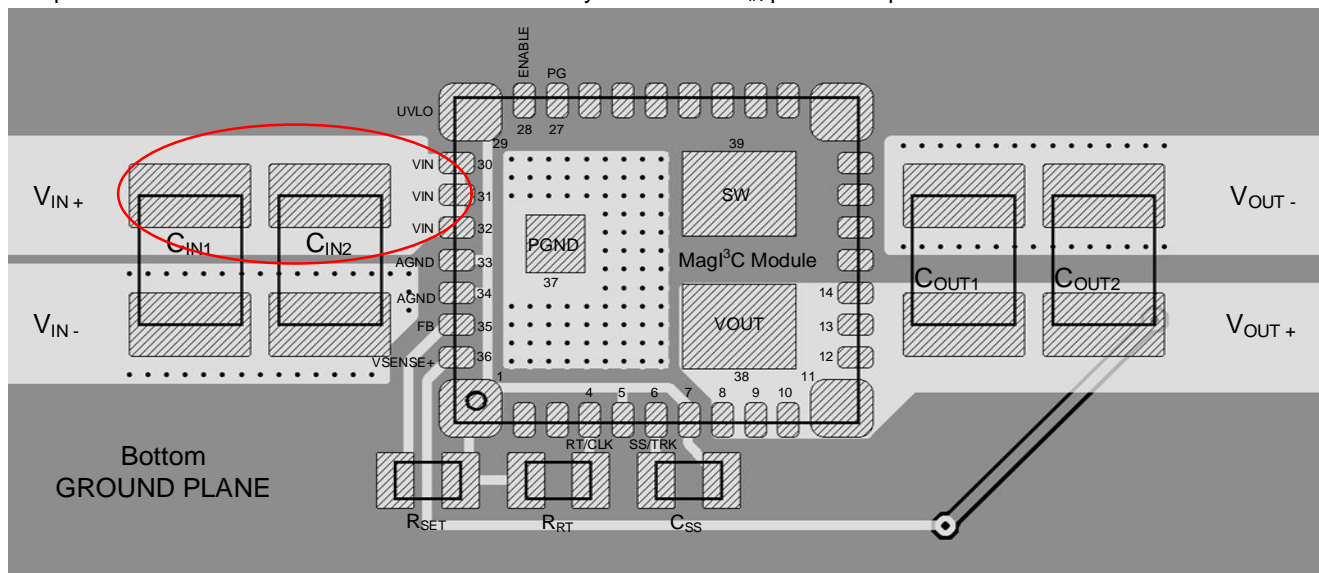 ENABLE
PG
UVLO
28
27
29
39
VIN
30
VIN
31
VIN
32
AGND
33
AGND
34
FB
35
VSENSE+
36
VIN +
VIN -
CIN1
CIN2
PGND
37
SW
MagI³C Module
VOUT
38
14
13
12
11
1
4
5
6
7
8
9
10
RT/CLK
SS/TRK
COUT1
COUT2
VOUT -
VOUT +
Bottom
GROUND PLANE
RSET
RRT
CSS